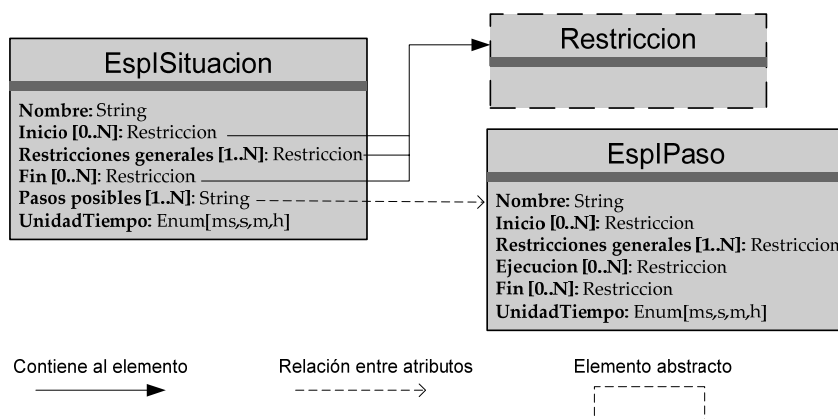 EspISituacion
Nombre: String
Inicio [0..N]: Restriccion
Restricciones generales [1..N]: Restriccion
Fin [0..N]: Restriccion
Pasos posibles [1..N]: String
UnidadTiempo: Enum[ms,s,m,h]
Restriccion
EspIPaso
Nombre: String
Inicio [0..N]: Restriccion
Restricciones generales [1..N]: Restriccion
Ejecucion [0..N]: Restriccion
Fin [0..N]: Restriccion
UnidadTiempo: Enum[ms,s,m,h]
Contiene al elemento
Relación entre atributos
Elemento abstracto